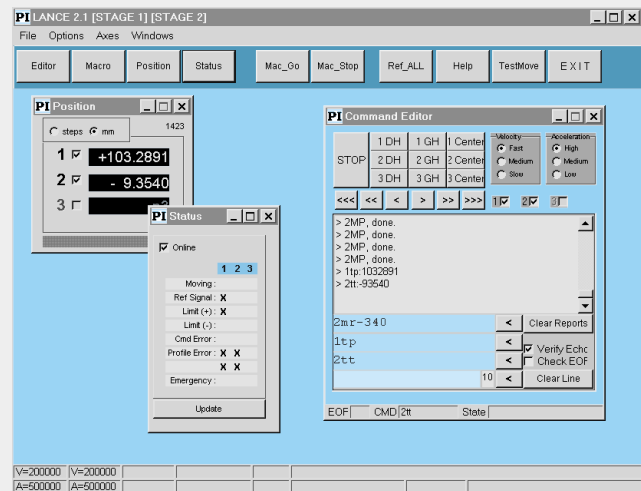 PI LANCE 2.1 [STAGE 1] [STAGE 2]
File Options Axes Windows
Editor Macro Position Status Mac_Go Mac_Stop Ref_ALL Help TestMove EXIT
PI Position
steps mm 1423
1 +103.2891
2 - 9.3540
3
PI Status
Online
1 2 3
Moving :
Ref Signal : X
Limit (+) : X
Limit (-) :
Cmd Error :
Profile Error : X X
X X
Emergency :
Update
PI Command Editor
STOP
1 DH 1 GH 1 Center
2 DH 2 GH 2 Center
3 DH 3 GH 3 Center
Velocity
Fast
Medium
Slow
Acceleration
High
Medium
Low
<<< << < > >> >>> 1 2 3
> 2MP, done.
> 2MP, done.
> 2MP, done.
> 2MP, done.
> 1tp:1032891
> 2tt:-93540
2mr-340 < Clear Reports
1tp < Verify Echo
2tt < Check EOF
10 < Clear Line
EOF CMD 2tt State
V=200000 V=200000
A=500000 A=500000